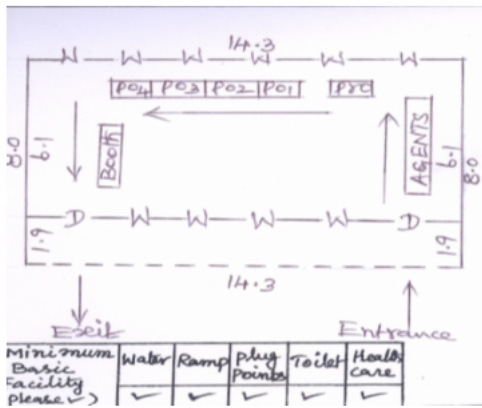 14.3
W W W W W W
PO4 PO3 PO2 PO1 PRO
8.0 6.1 Booth AGENTS 6.1 8.0
D W W W W D
1.9 1.9
14.3
Exit Entrance
Minimum Basic Facility please ✓) Water Ramp plug points Toilet Health care
✓ ✓ ✓ ✓ ✓